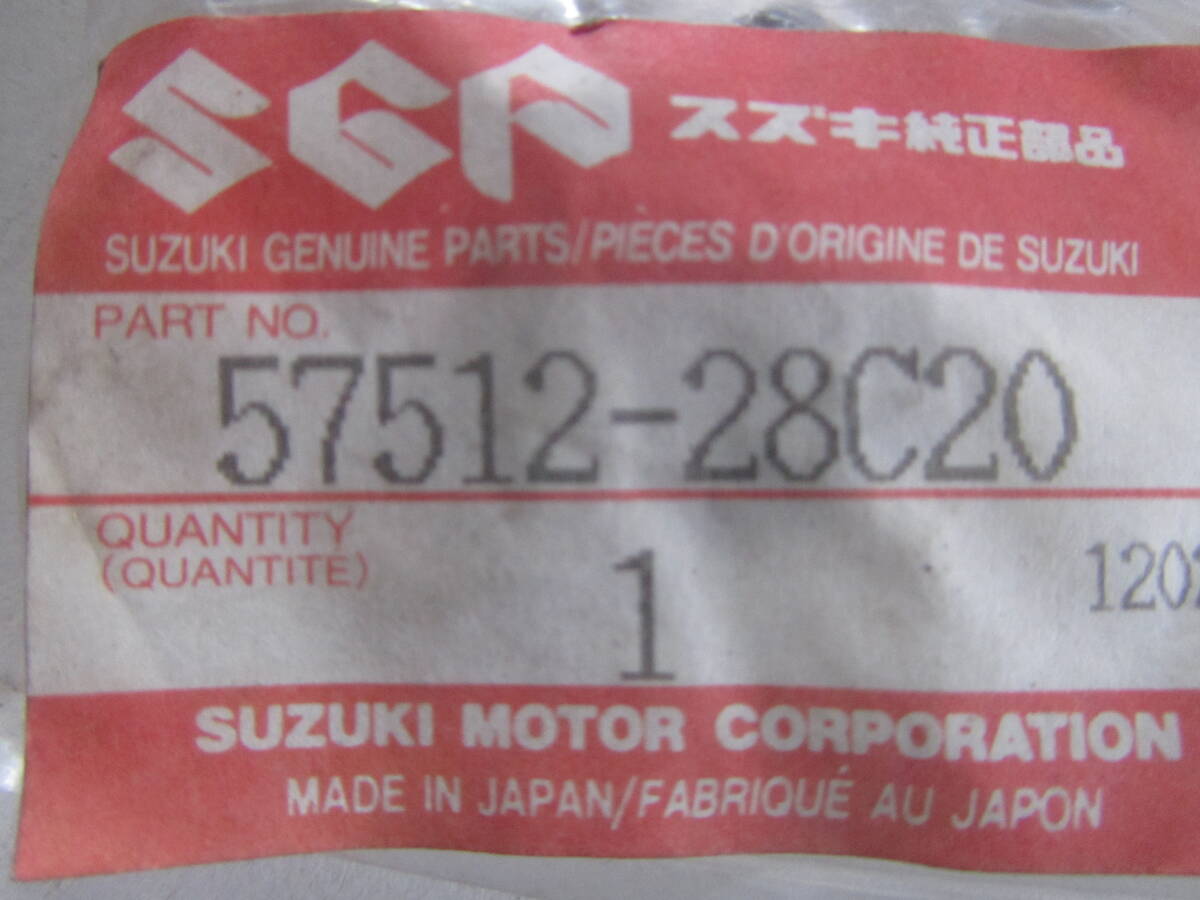 SGP スズキ純正部品
SUZUKI GENUINE PARTS/PIÈCES D'ORIGINE DE SUZUKI
PART NO.
57512-28C20
QUANTITY
(QUANTITE)
1
SUZUKI MOTOR CORPORATION
MADE IN JAPAN/FABRIQUÉ AU JAPON